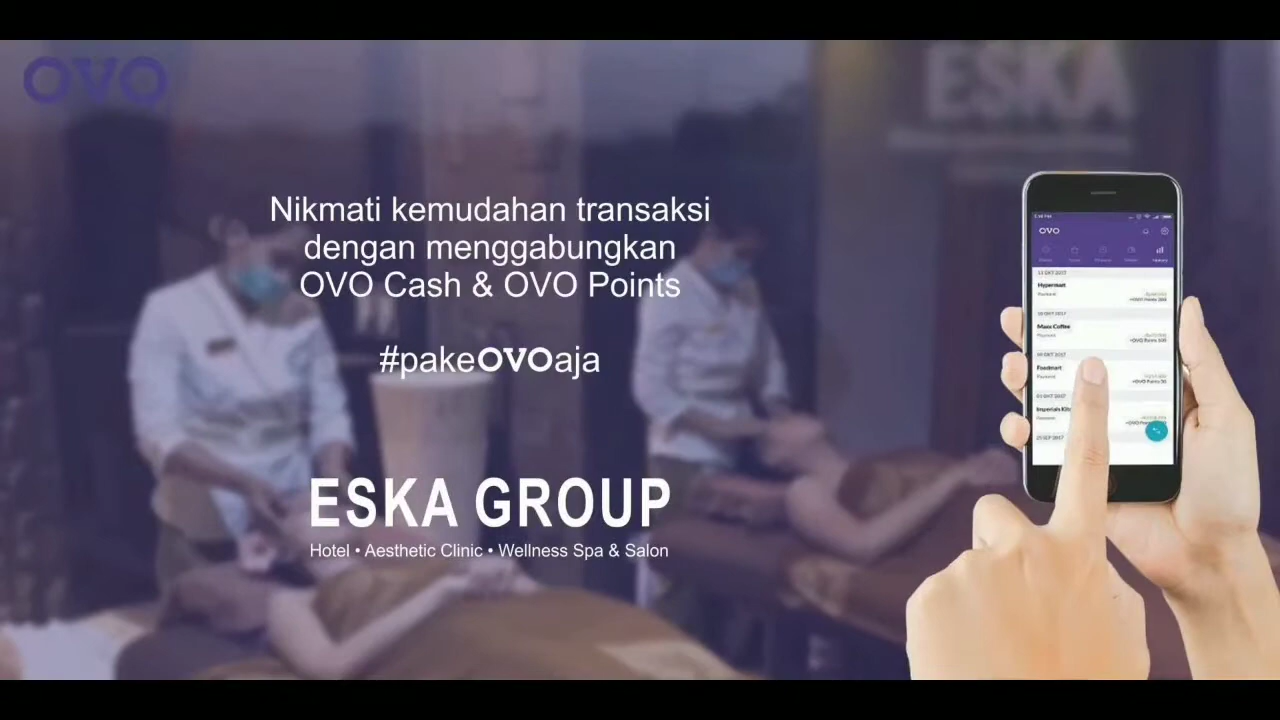 OVO
ESKA
Nikmati kemudahan transaksi
dengan menggabungkan
OVO Cash & OVO Points
#pakeOVOaja
ESKA GROUP
Hotel • Aesthetic Clinic • Wellness Spa & Salon
OVO
Hypermart
Maxx Coffee
Foodmart